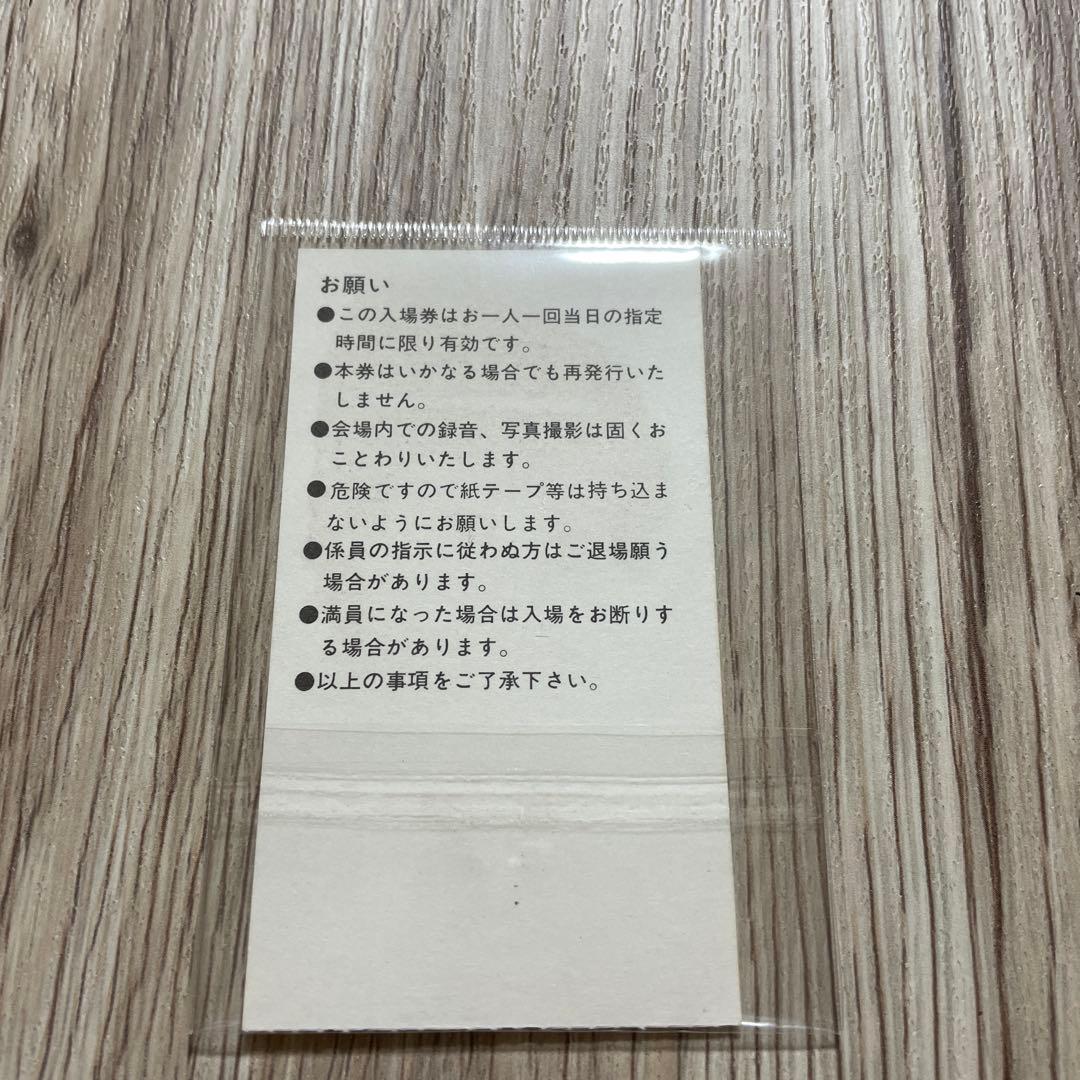 お願い
●この入場券はお一人一回当日の指定
時間に限り有効です。
●本券はいかなる場合でも再発行いた
しません。
●会場内での録音、写真撮影は固くお
ことわりいたします。
●危険ですので紙テープ等は持ち込ま
ないようにお願いします。
●係員の指示に従わぬ方はご退場願う
場合があります。
●満員になった場合は入場をお断りす
る場合があります。
●以上の事項をご了承下さい。